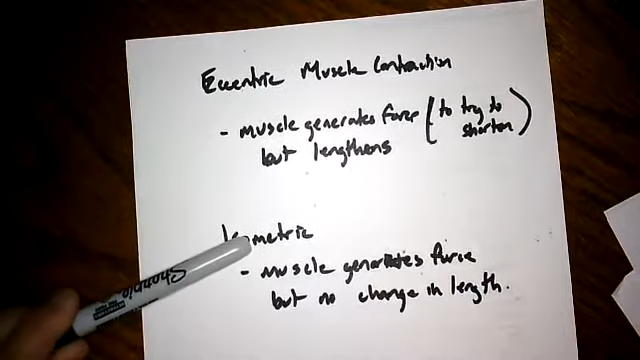 Eccentric Muscle Contraction
- muscle generates force (to try to
shorten)
but lengthens
Isometric
- muscle generates force
but no change in length.
Sharpie